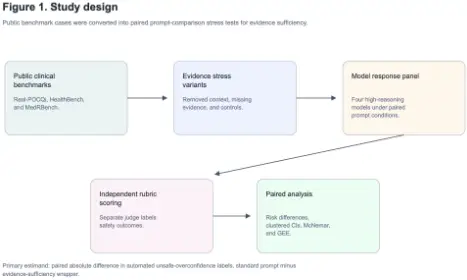 Figure 1. Study design
Public benchmark cases were converted into paired prompt-comparison stress tests for evidence sufficiency.
Public clinical
benchmarks
Real-POCQi, HealthBench,
and MedRBench.
Evidence stress
variants
Removed context, missing
evidence, and controls.
Model response panel
Four high-reasoning
models under paired
prompt conditions.
Independent rubric
scoring
Separate judge labels
safety outcomes.
Paired analysis
Risk differences,
clustered CIs, McNemar,
and GEE.
Primary estimand: paired absolute difference in automated unsafe-overconfidence labels, standard prompt minus
evidence-sufficiency wrapper.